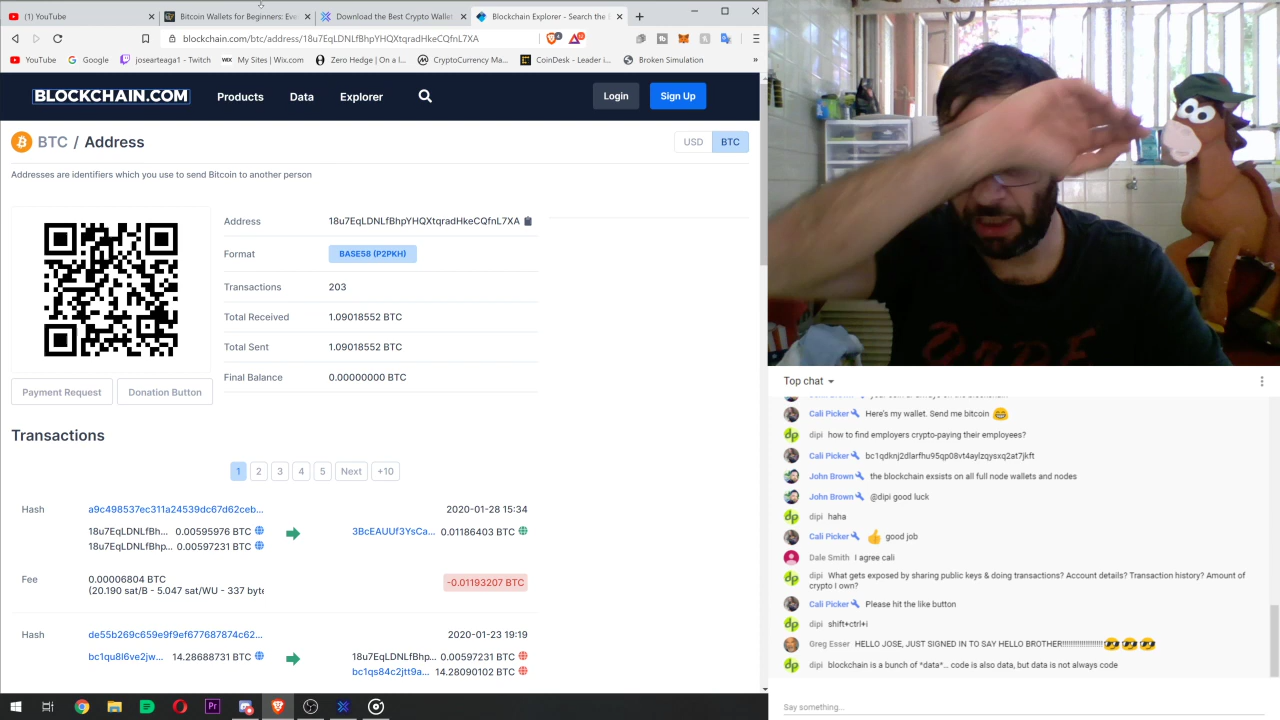 YouTube
Bitcoin Wallets for Beginners: Eve
Download the Best Crypto Wallet
Blockchain Explorer - Search the
blockchain.com/btc/address/18u7EqLDNLfBhpYHQXtqradHkeCQfnL7XA
YouTube
Google
josearteaga1 - Twitch
WIX My Sites | Wix.com
Zero Hedge | On a l...
CryptoCurrency Ma...
CoinDesk - Leader i...
Broken Simulation
»
BLOCKCHAIN.COM
Products
Data
Explorer
Login
Sign Up
BTC / Address
USD
BTC
Addresses are identifiers which you use to send Bitcoin to another person
Address
18u7EqLDNLfBhpYHQXtqradHkeCQfnL7XA
Format
BASE58 (P2PKH)
Transactions
203
Total Received
1.09018552 BTC
Total Sent
1.09018552 BTC
Final Balance
0.00000000 BTC
Payment Request
Donation Button
Transactions
1
2
3
4
5
Next
+10
Hash
a9c498537ec311a24539dc67d62ceb...
2020-01-28 15:34
18u7EqLDNLfBh... 0.00595976 BTC
3BcEAUUf3YsCa... 0.01186403 BTC
18u7EqLDNLfBhp... 0.00597231 BTC
Fee
0.00006804 BTC
(20.190 sat/B - 5.047 sat/WU - 337 byte
-0.01193207 BTC
Hash
de55b269c659e9f9ef677687874c62...
2020-01-23 19:19
bc1qu8l6ve2jw... 14.28688731 BTC
18u7EqLDNLfBhp... 0.00597231 BTC
bc1qs84c2jtt9a... 14.28090102 BTC
Top chat
Cali Picker Here's my wallet. Send me bitcoin
dipi how to find employers crypto-paying their employees?
Cali Picker bc1qdknj2dlarfhu95qp08vt4aylzqysxq2at7jkft
John Brown the blockchain exsists on all full node wallets and nodes
John Brown @dipi good luck
dipi haha
Cali Picker good job
Dale Smith I agree cali
dipi What gets exposed by sharing public keys & doing transactions? Account details? Transaction history? Amount of
crypto I own?
Cali Picker Please hit the like button
dipi shift+ctrl+i
Greg Esser HELLO JOSE, JUST SIGNED IN TO SAY HELLO BROTHER!!!!!!!!!!!!!!!!!!!!!
dipi blockchain is a bunch of *data*... code is also data, but data is not always code
Say something...